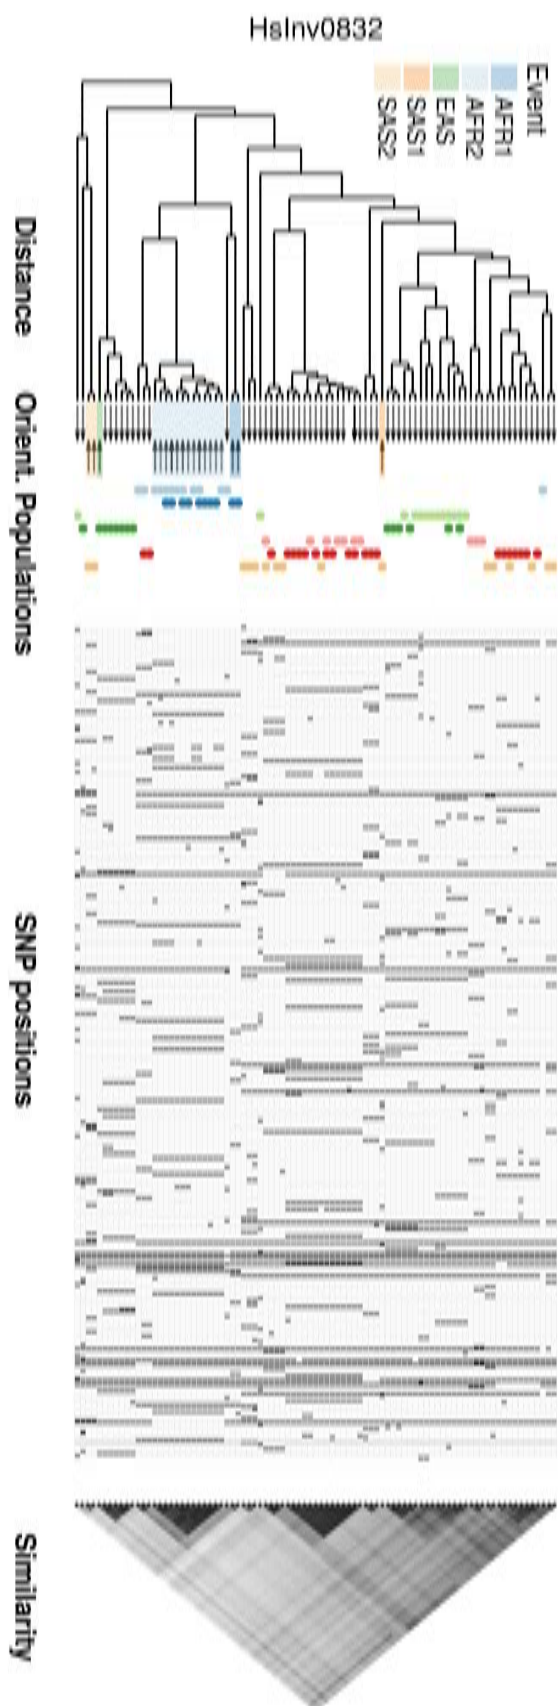 HsInv0832
Event
AFR1
AFR2
EAS
SAS1
SAS2
Distance
Orient.
Populations
SNP positions
Similarity